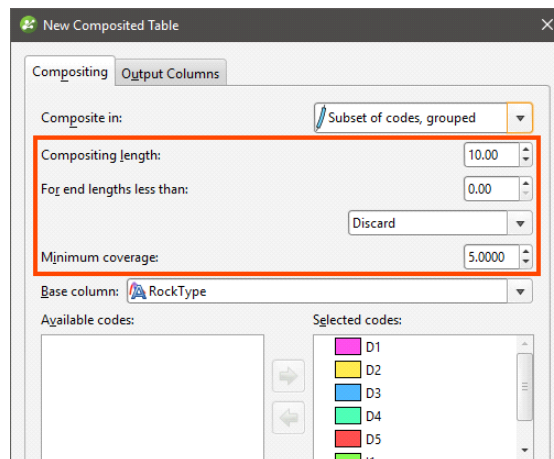 New Composited Table
Compositing Output Columns
Composite in: Subset of codes, grouped
Compositing length: 10.00
For end lengths less than: 0.00
Discard
Minimum coverage: 5.0000
Base column: RockType
Available codes: Selected codes:
D1
D2
D3
D4
D5